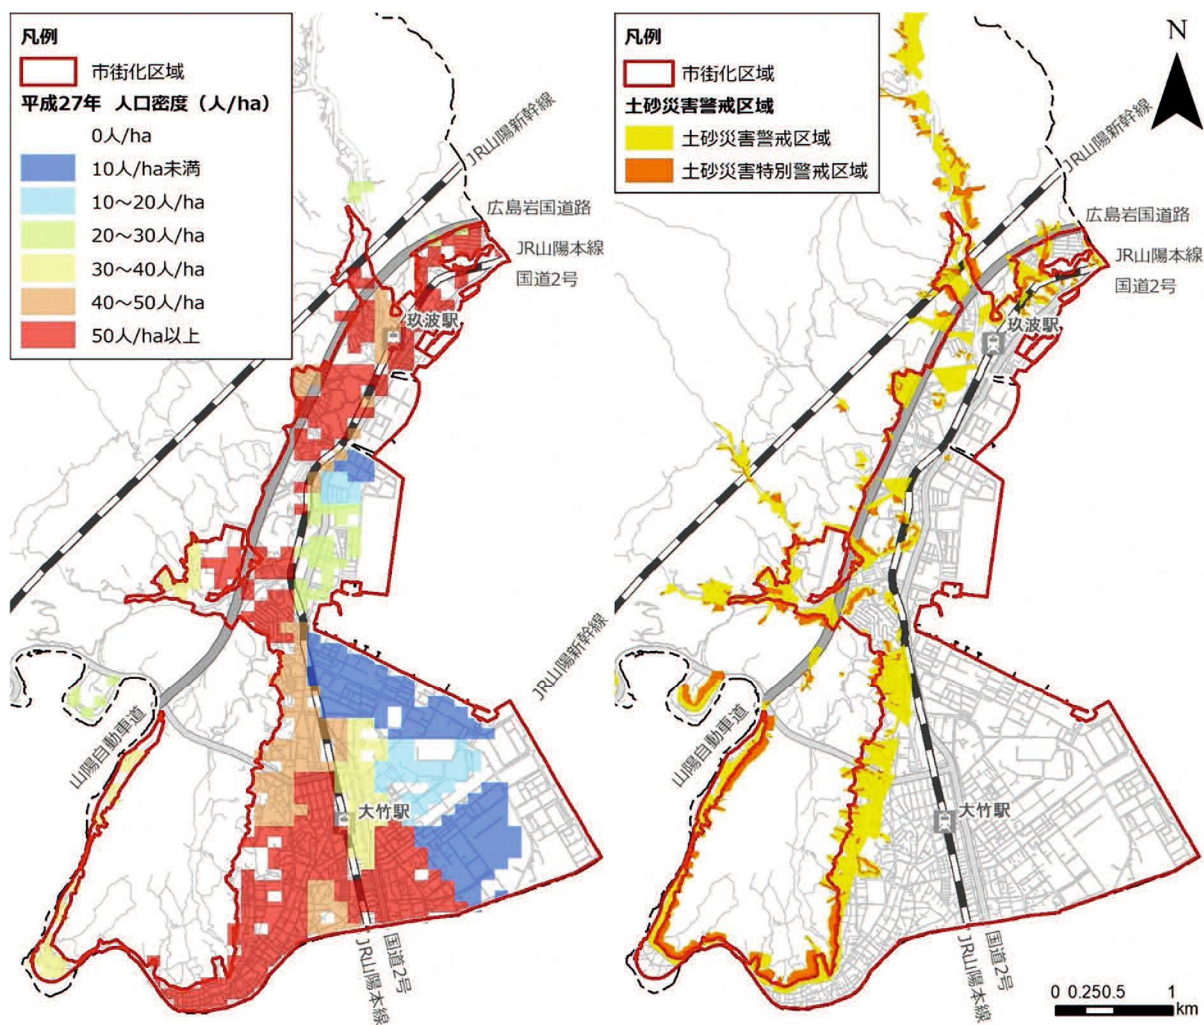 凡例
市街化区域
平成27年 人口密度（人/ha）
0人/ha
10人/ha未満
10～20人/ha
20～30人/ha
30～40人/ha
40～50人/ha
50人/ha以上
JR山陽新幹線
広島岩国道路
JR山陽本線
国道2号
玖波駅
JR山陽新幹線
山陽自動車道
大竹駅
国道2号
JR山陽本線
凡例
市街化区域
土砂災害警戒区域
土砂災害警戒区域
土砂災害特別警戒区域
N
JR山陽新幹線
広島岩国道路
JR山陽本線
国道2号
玖波駅
山陽自動車道
大竹駅
国道2号
JR山陽本線
0 0.25 0.5 1
km